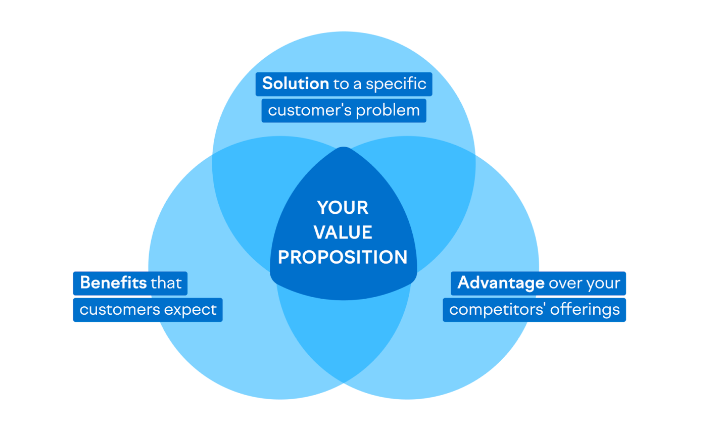 Solution to a specific
customer's problem
YOUR
VALUE
PROPOSITION
Benefits that
customers expect
Advantage over your
competitors' offerings